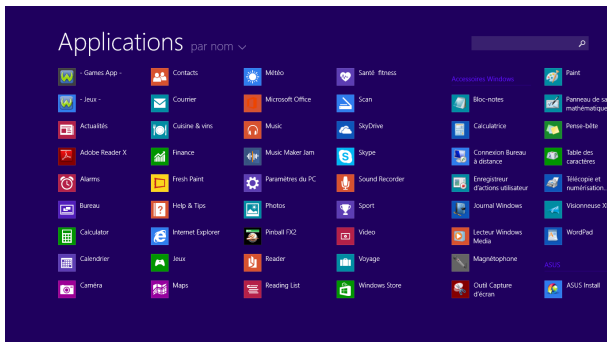 Applications par nom
- Games App -
- Jeux -
Actualités
Adobe Reader X
Alarms
Bureau
Calculator
Calendrier
Caméra
Contacts
Courrier
Cuisine & vins
Finance
Fresh Paint
Help & Tips
Internet Explorer
Jeux
Maps
Météo
Microsoft Office
Music
Music Maker Jam
Paramètres du PC
Photos
Pinball FX2
Reader
Reading List
Santé fitness
Scan
SkyDrive
Skype
Sound Recorder
Sport
Video
Voyage
Windows Store
Accessoires Windows
Bloc-notes
Calculatrice
Connexion Bureau
à distance
Enregistreur
d'actions utilisateur
Journal Windows
Lecteur Windows
Media
Magnétophone
Outil Capture
d'écran
Paint
Panneau de sa
mathématique
Pense-bête
Table des
caractères
Télécopie et
numérisation.
Visionneuse X
WordPad
ASUS
ASUS Install